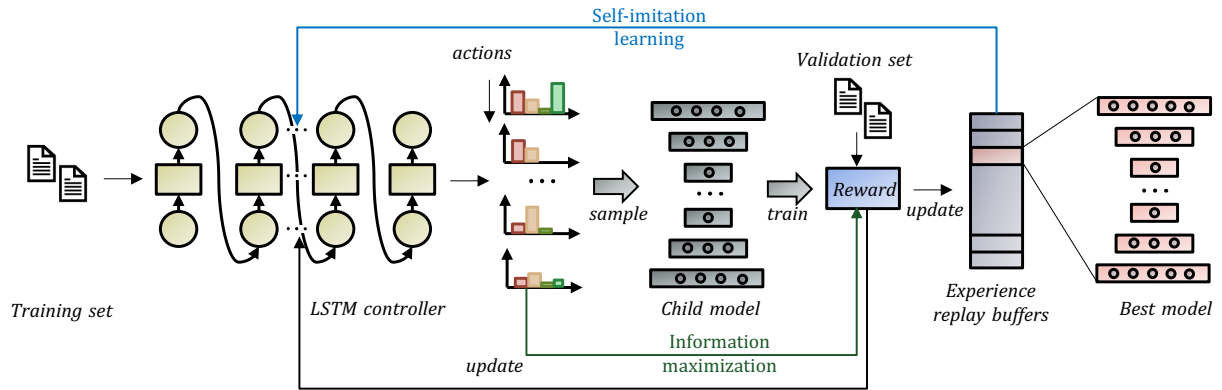 Self-imitation
learning
actions
Validation set
...
...
...
...
...
...
Reward
sample
train
update
Training set
LSTM controller
Child model
Experience
replay buffers
Best model
Information
maximization
update